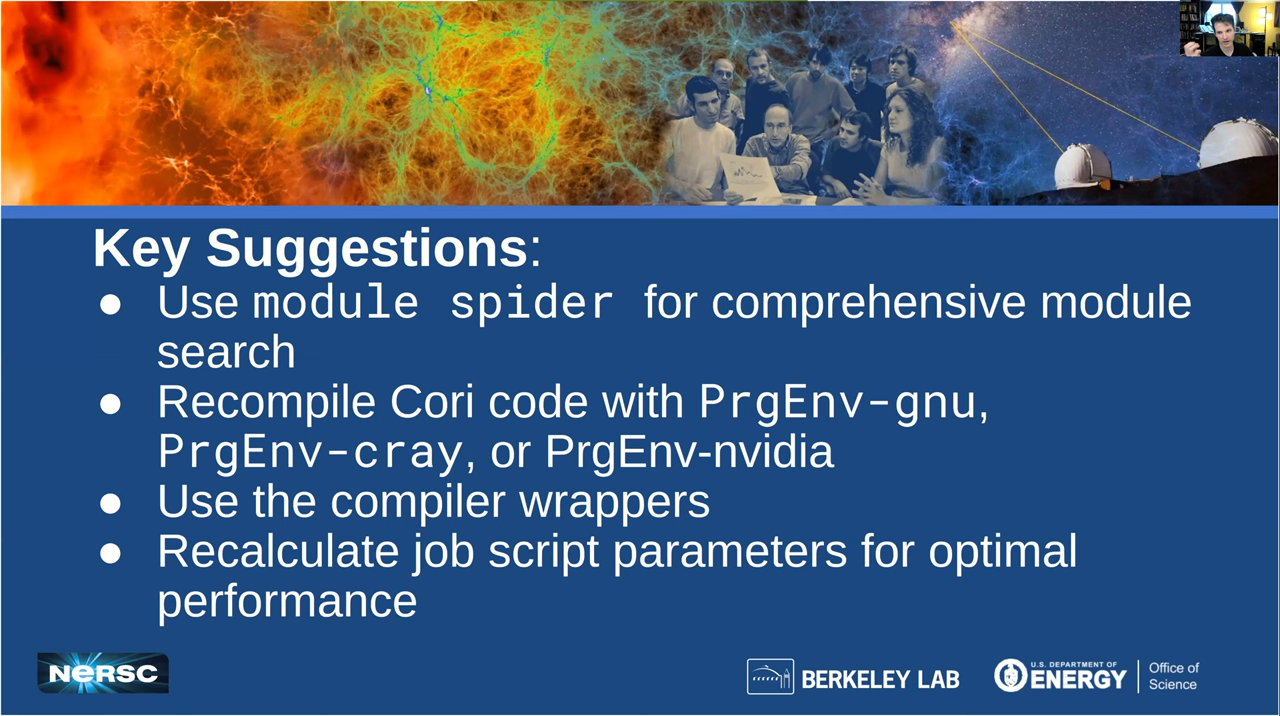 Key Suggestions:
● Use module spider for comprehensive module
search
● Recompile Cori code with PrgEnv-gnu,
PrgEnv-cray, or PrgEnv-nvidia
● Use the compiler wrappers
● Recalculate job script parameters for optimal
performance
NERSC
BERKELEY LAB
U.S. DEPARTMENT OF
ENERGY
Office of
Science